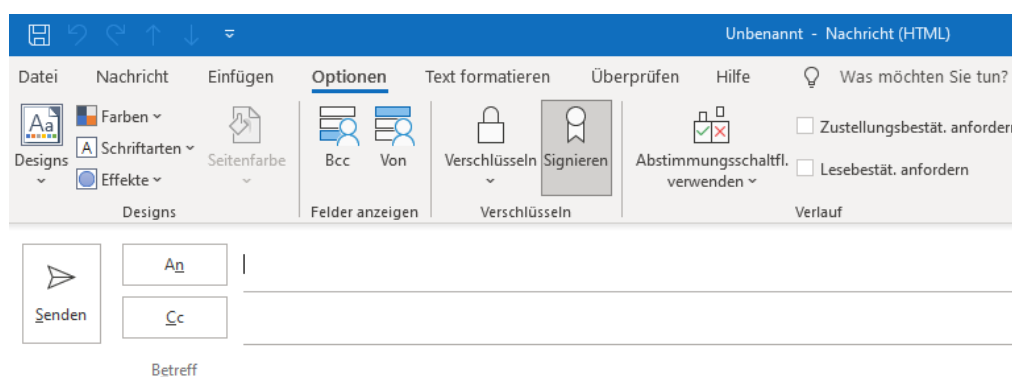 Unbenannt - Nachricht (HTML)
Datei Nachricht Einfügen Optionen Text formatieren Überprüfen Hilfe Was möchten Sie tun?
Aa Designs
Farben
A Schriftarten
Effekte
Seitenfarbe
Bcc Von
Verschlüsseln Signieren
Abstimmungsschaltfl.
verwenden
Zustellungsbestät. anfordern
Lesebestät. anfordern
Designs Felder anzeigen Verschlüsseln Verlauf
Senden
An
Cc
Betreff